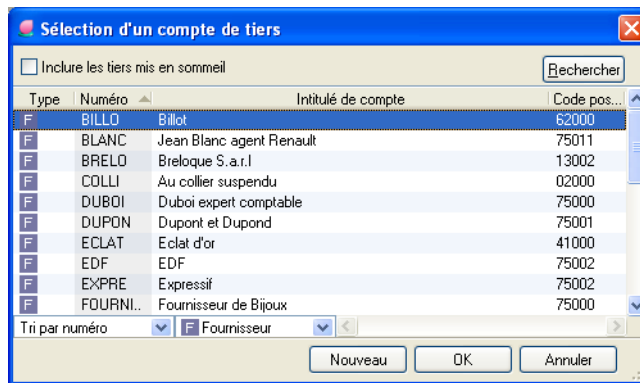 Sélection d'un compte de tiers
Inclure les tiers mis en sommeil Rechercher
Type Numéro Intitulé de compte Code pos...
F BILLO Billot 62000
F BLANC Jean Blanc agent Renault 75011
F BRELO Breloque S.a.r.l 13002
F COLLI Au collier suspendu 02000
F DUBOI Duboi expert comptable 75000
F DUPON Dupont et Dupond 75001
F ECLAT Eclat d'or 41000
F EDF EDF 75002
F EXPRE Expressif 75002
F FOURNI.. Fournisseur de Bijoux 75000
Tri par numéro F Fournisseur
Nouveau OK Annuler